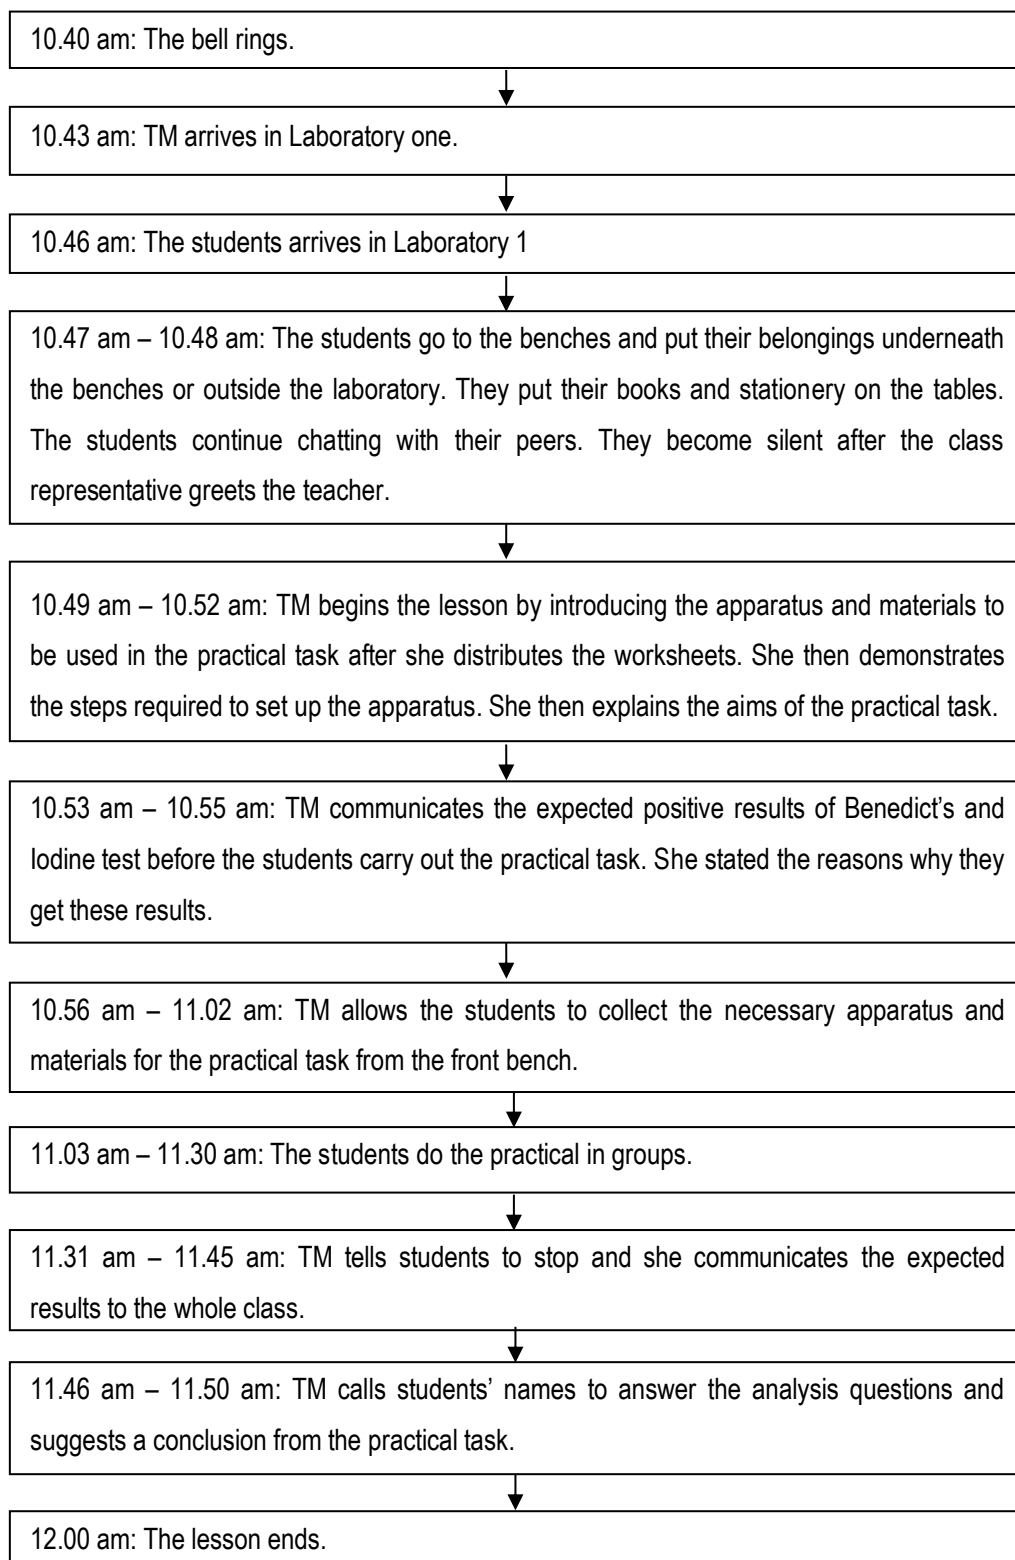 10.40 am: The bell rings.
10.43 am: TM arrives in Laboratory one.
10.46 am: The students arrives in Laboratory 1
10.47 am – 10.48 am: The students go to the benches and put their belongings underneath
the benches or outside the laboratory. They put their books and stationery on the tables.
The students continue chatting with their peers. They become silent after the class
representative greets the teacher.
10.49 am – 10.52 am: TM begins the lesson by introducing the apparatus and materials to
be used in the practical task after she distributes the worksheets. She then demonstrates
the steps required to set up the apparatus. She then explains the aims of the practical task.
10.53 am – 10.55 am: TM communicates the expected positive results of Benedict’s and
Iodine test before the students carry out the practical task. She stated the reasons why they
get these results.
10.56 am – 11.02 am: TM allows the students to collect the necessary apparatus and
materials for the practical task from the front bench.
11.03 am – 11.30 am: The students do the practical in groups.
11.31 am – 11.45 am: TM tells students to stop and she communicates the expected
results to the whole class.
11.46 am – 11.50 am: TM calls students’ names to answer the analysis questions and
suggests a conclusion from the practical task.
12.00 am: The lesson ends.